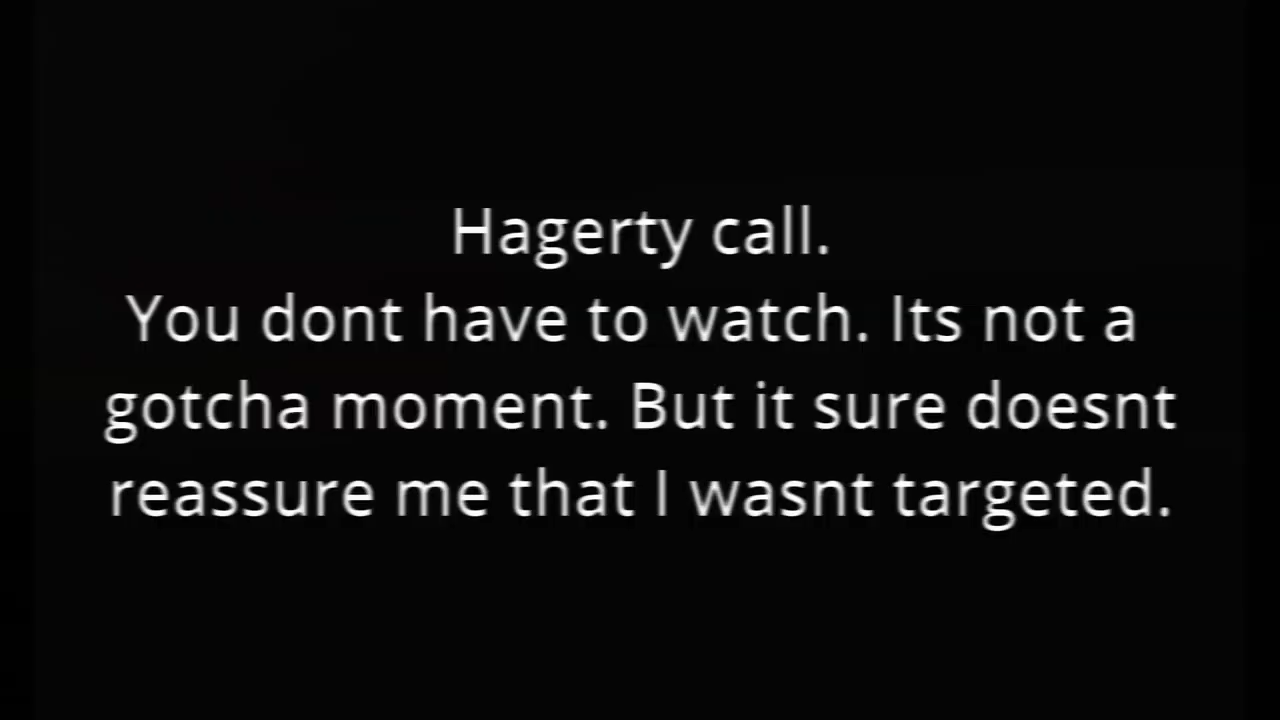 Hagerty call.
You dont have to watch. Its not a
gotcha moment. But it sure doesnt
reassure me that I wasnt targeted.